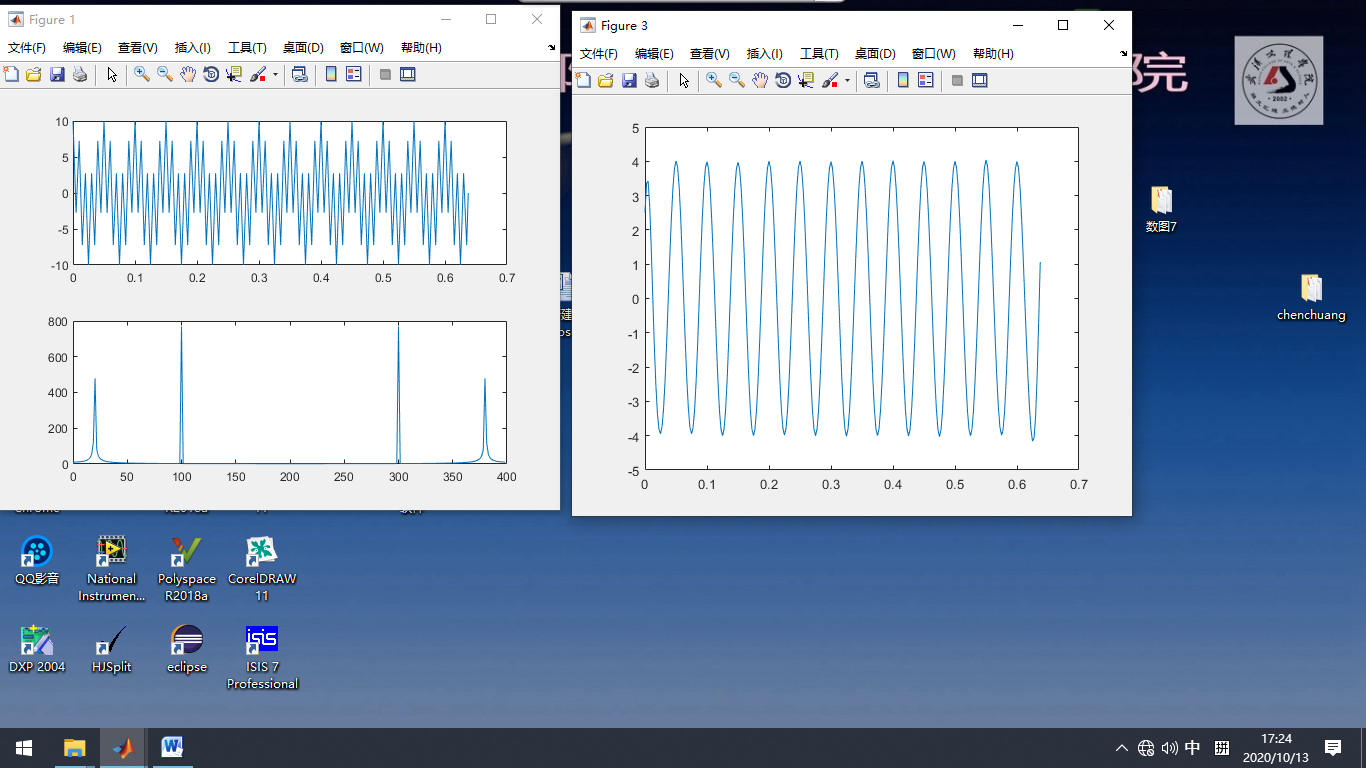 Figure 1
文件(F) 编辑(E) 查看(V) 插入(I) 工具(T) 桌面(D) 窗口(W) 帮助(H)
10
5
0
-5
-10
0 0.1 0.2 0.3 0.4 0.5 0.6 0.7
800
600
400
200
0
0 50 100 150 200 250 300 350 400
Figure 3
文件(F) 编辑(E) 查看(V) 插入(I) 工具(T) 桌面(D) 窗口(W) 帮助(H)
5
4
3
2
1
0
-1
-2
-3
-4
-5
0 0.1 0.2 0.3 0.4 0.5 0.6 0.7
院
2002
数图7
chenchuang
QQ影音
National
Instrumen...
Polyspace
R2018a
CorelDRAW
11
DXP 2004
HJSplit
eclipse
ISIS 7
Professional
isis
中
拼
17:24
2020/10/13